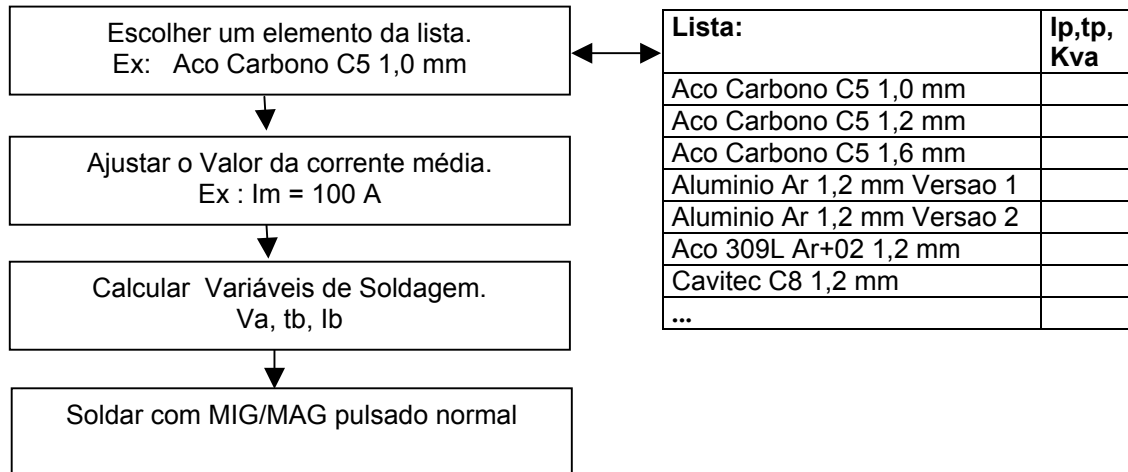 Escolher um elemento da lista.
Ex: Aco Carbono C5 1,0 mm
Ajustar o Valor da corrente média.
Ex : Im = 100 A
Calcular Variáveis de Soldagem.
Va, tb, Ib
Soldar com MIG/MAG pulsado normal
Lista:
Ip,tp,
Kva
Aco Carbono C5 1,0 mm
Aco Carbono C5 1,2 mm
Aco Carbono C5 1,6 mm
Aluminio Ar 1,2 mm Versao 1
Aluminio Ar 1,2 mm Versao 2
Aco 309L Ar+02 1,2 mm
Cavitec C8 1,2 mm
...